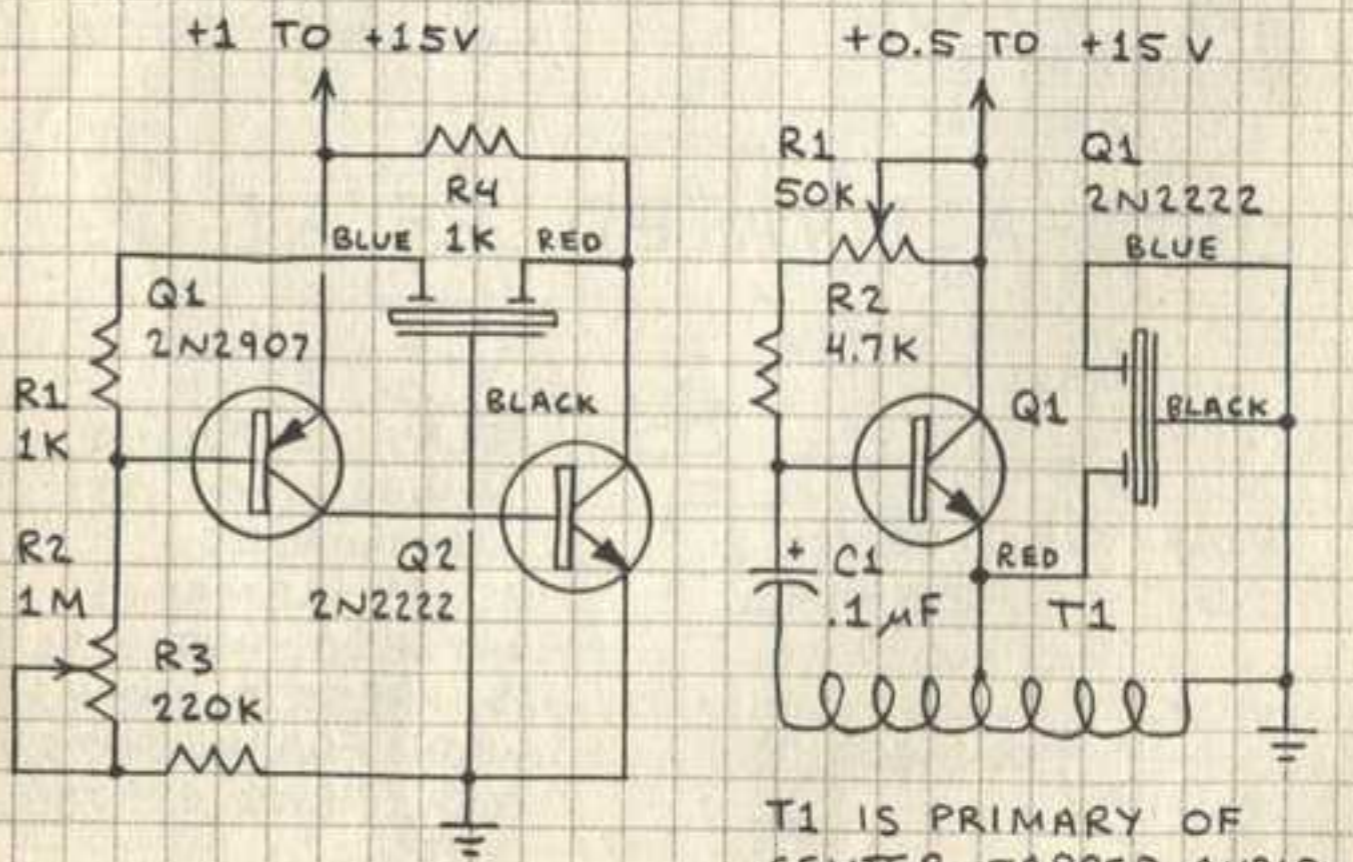 +1 TO +15V
R4
1K
BLUE
RED
Q1
2N2907
R1
1K
BLACK
R2
1M
Q2
2N2222
R3
220K
+0.5 TO +15 V
R1
50K
Q1
2N2222
BLUE
R2
4.7K
Q1
BLACK
+
C1
.1 µF
RED
T1
T1 IS PRIMARY OF